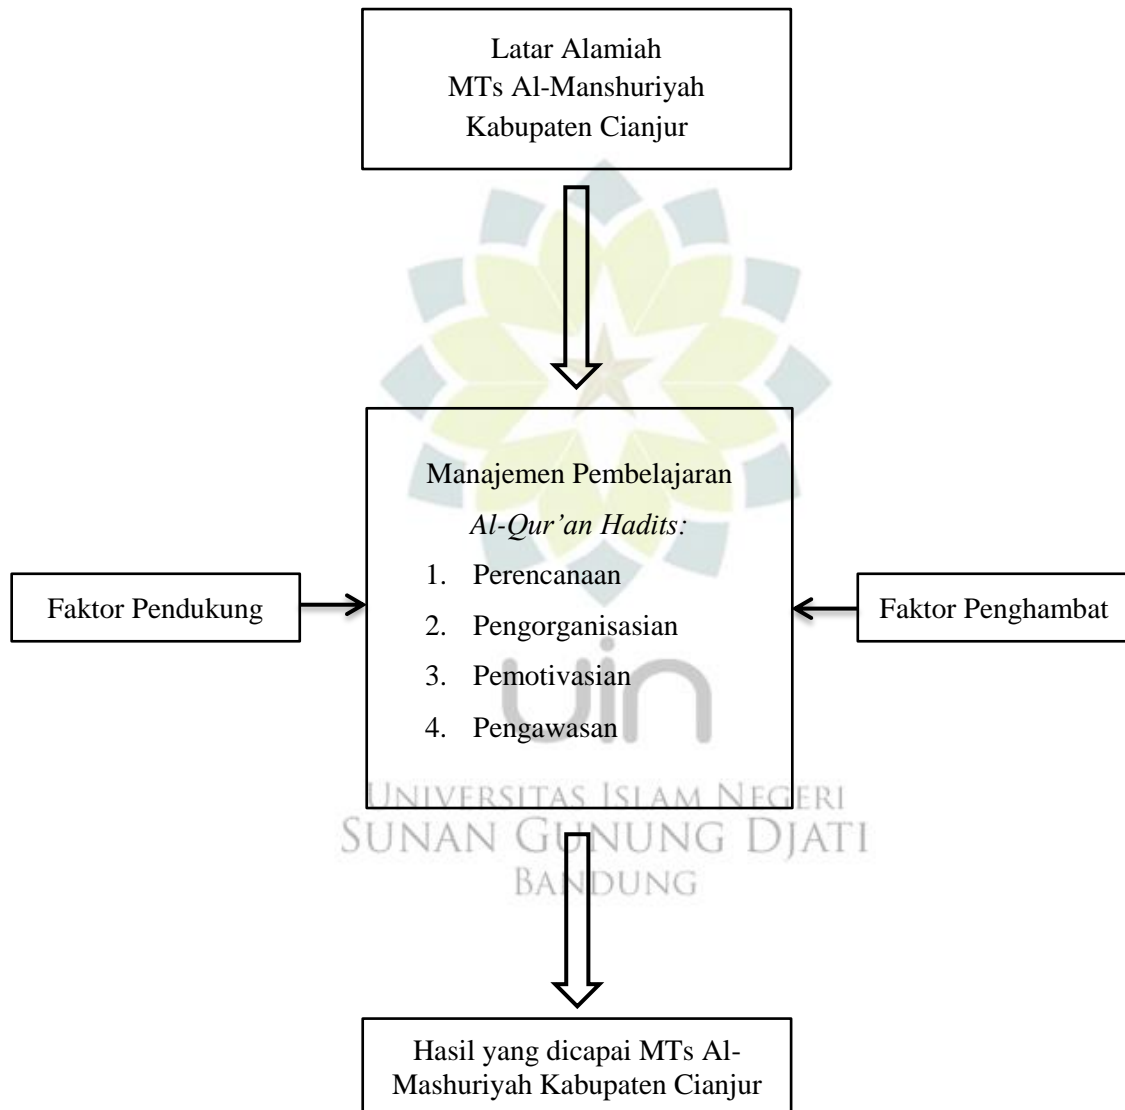 Latar Alamiah
MTs Al-Manshuriyah
Kabupaten Cianjur
Manajemen Pembelajaran
Al-Qur’an Hadits:
1. Perencanaan
2. Pengorganisasian
3. Pemotivasian
4. Pengawasan
Faktor Pendukung
Faktor Penghambat
uin
UNIVERSITAS ISLAM NEGERI
SUNAN GUNUNG DJATI
BANDUNG
Hasil yang dicapai MTs Al-
Mashuriyah Kabupaten Cianjur